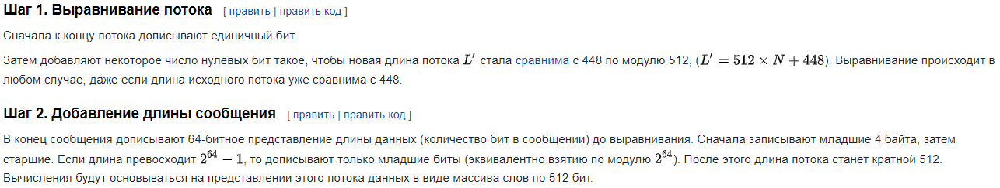 Шаг 1. Выравнивание потока [ править | править код ]
Сначала к концу потока дописывают единичный бит.
Затем добавляют некоторое число нулевых бит такое, чтобы новая длина потока L′ стала сравнима с 448 по модулю 512, (L′ = 512 × N + 448). Выравнивание происходит в
любом случае, даже если длина исходного потока уже сравнима с 448.
Шаг 2. Добавление длины сообщения [ править | править код ]
В конец сообщения дописывают 64-битное представление длины данных (количество бит в сообщении) до выравнивания. Сначала записывают младшие 4 байта, затем
старшие. Если длина превосходит 2⁶⁴ − 1, то дописывают только младшие биты (эквивалентно взятию по модулю 2⁶⁴). После этого длина потока станет кратной 512.
Вычисления будут основываться на представлении этого потока данных в виде массива слов по 512 бит.